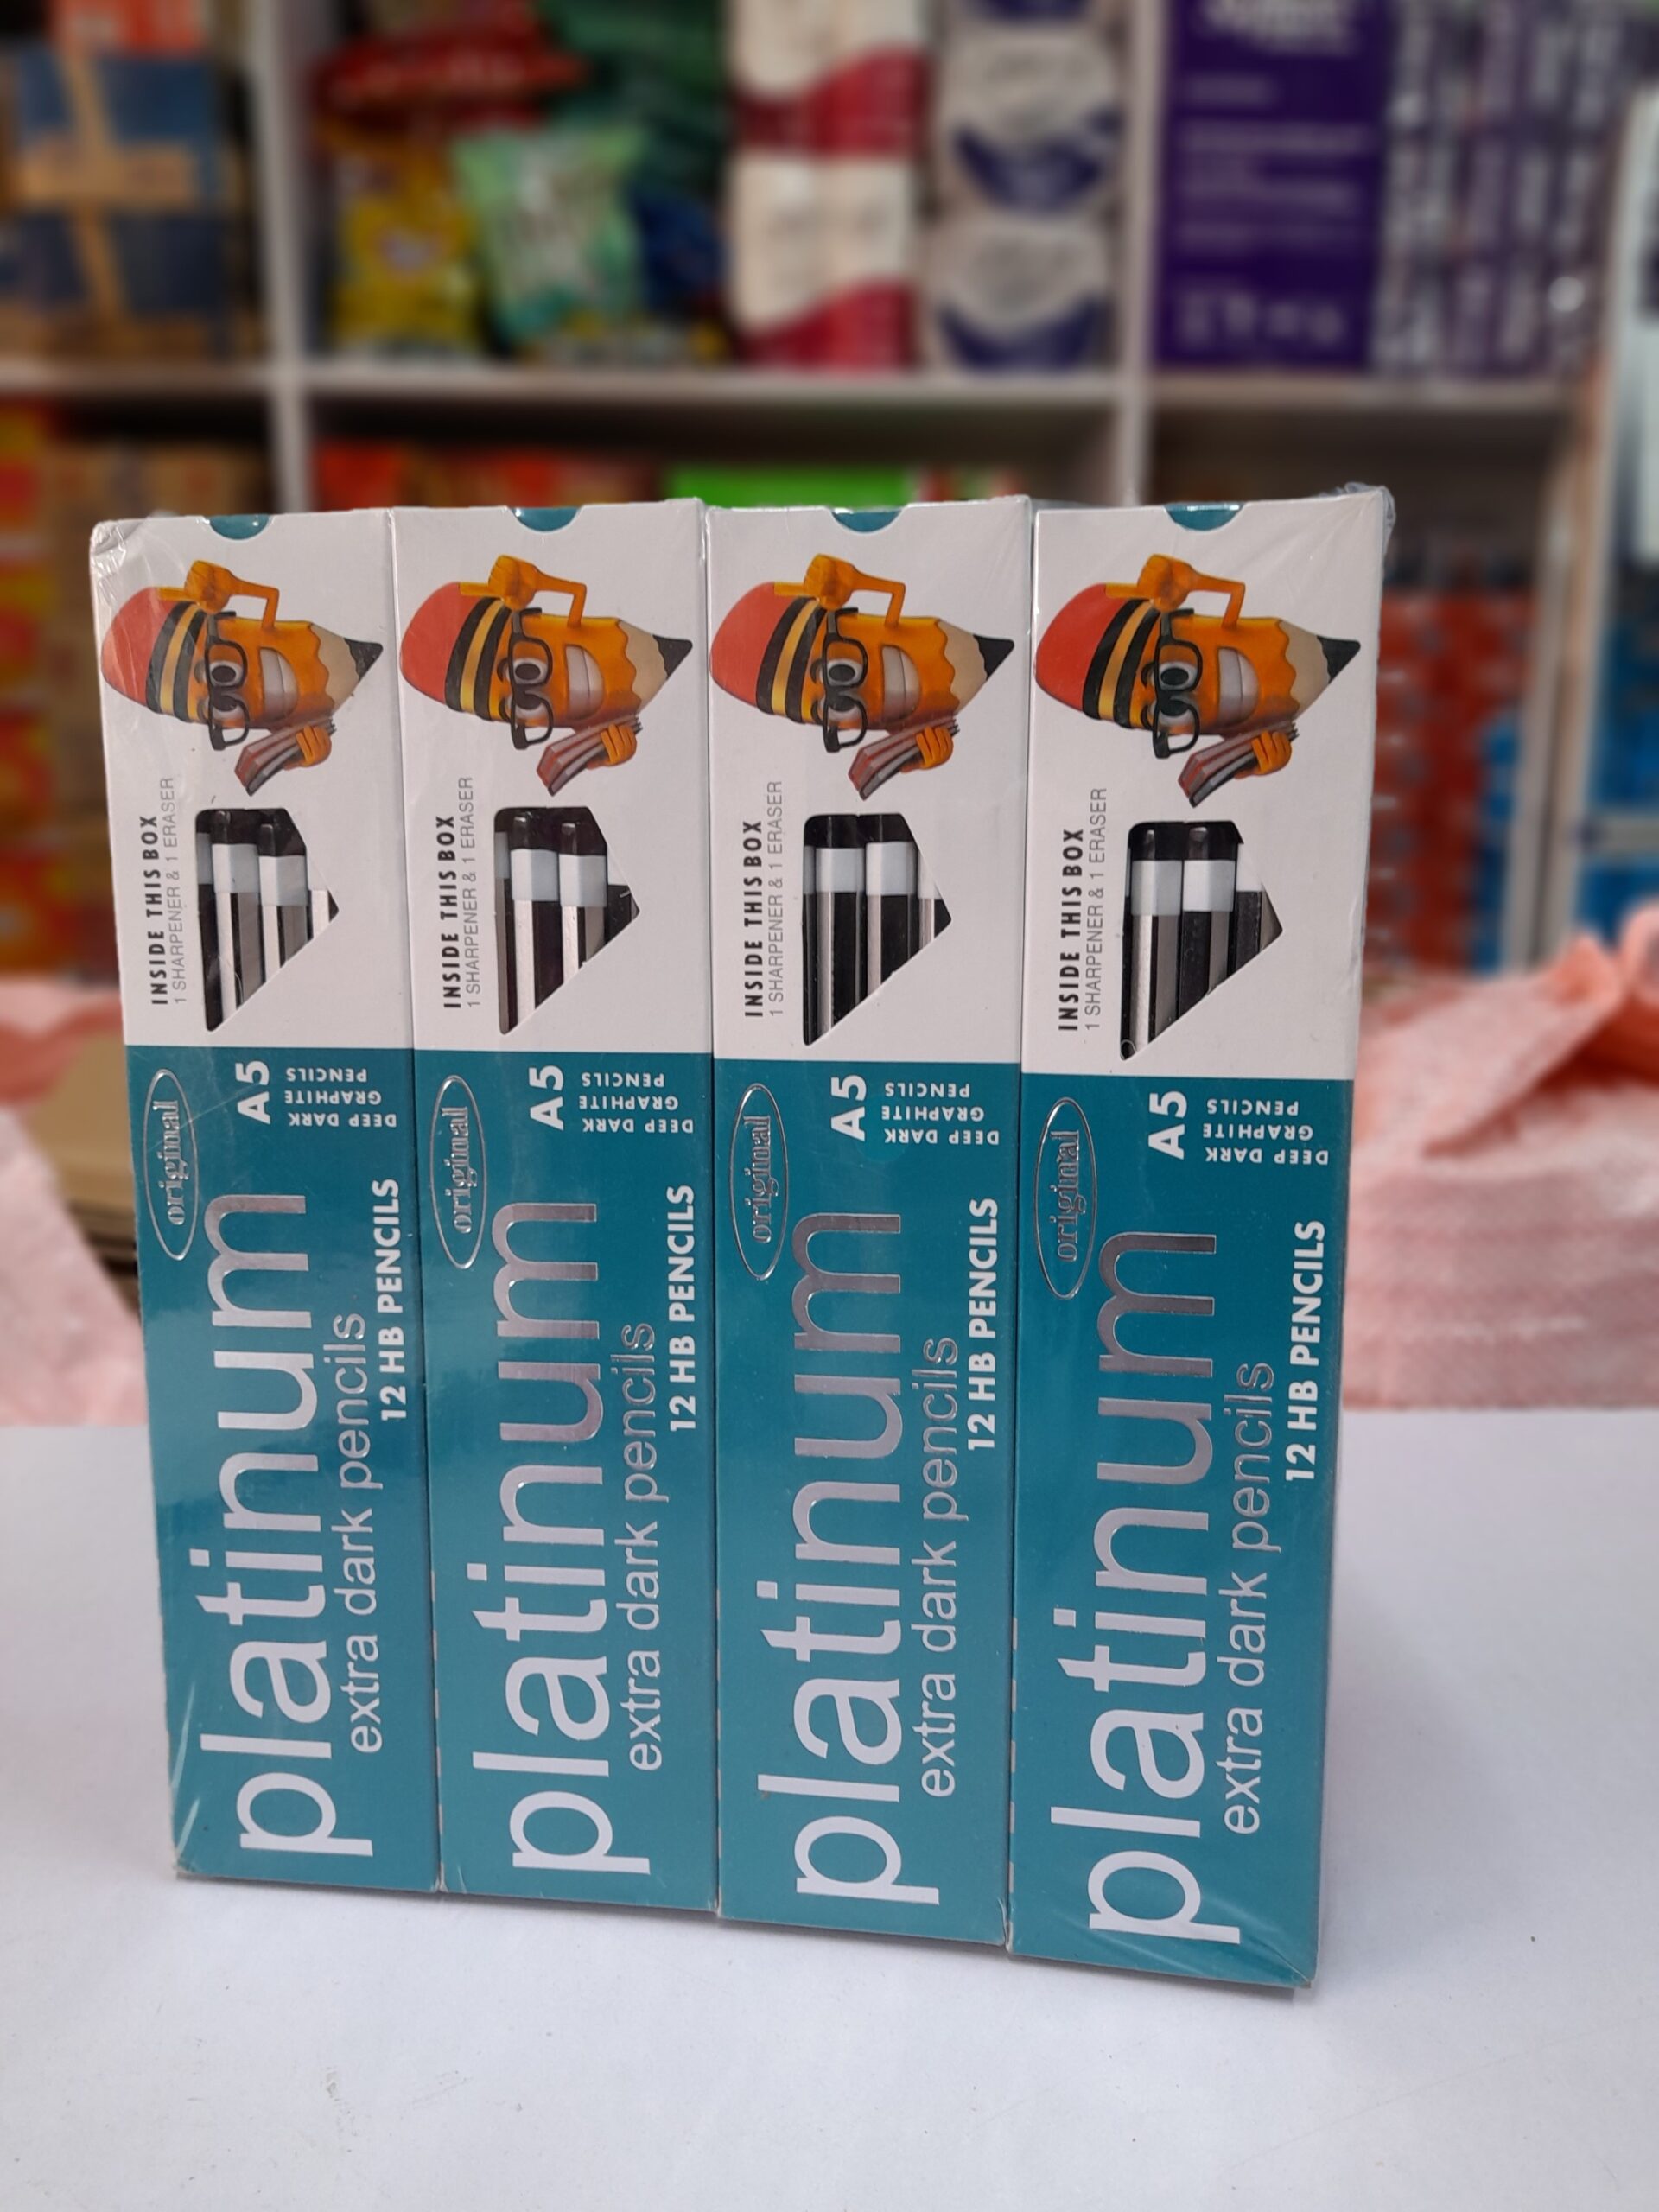 INSIDE THIS BOX
1 SHARPENER & 1 ERASER
original
A5
DEEP DARK
GRAPHITE
PENCILS
platinum
extra dark pencils
12 HB PENCILS
INSIDE THIS BOX
1 SHARPENER & 1 ERASER
original
A5
DEEP DARK
GRAPHITE
PENCILS
platinum
extra dark pencils
12 HB PENCILS
INSIDE THIS BOX
1 SHARPENER & 1 ERASER
original
A5
DEEP DARK
GRAPHITE
PENCILS
platinum
extra dark pencils
12 HB PENCILS
INSIDE THIS BOX
1 SHARPENER & 1 ERASER
original
A5
DEEP DARK
GRAPHITE
PENCILS
platinum
extra dark pencils
12 HB PENCILS